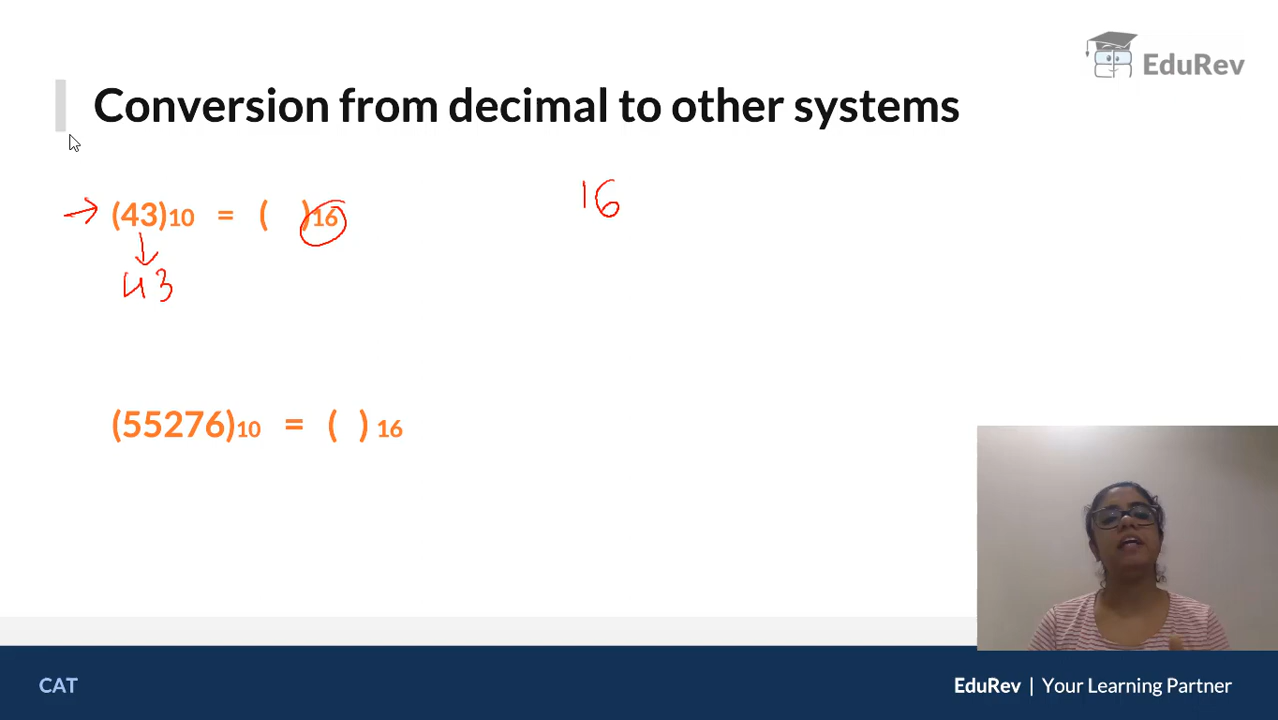 EduRev
Conversion from decimal to other systems
(43)10 = ( )16
16
43
(55276)10 = ( ) 16
CAT
EduRev | Your Learning Partner